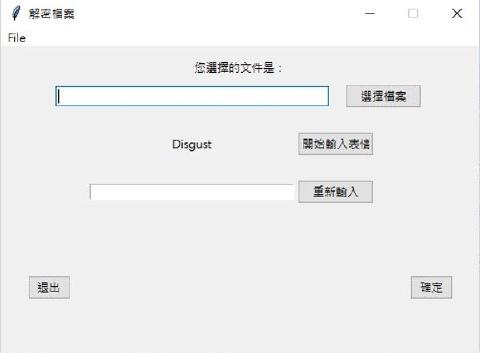 解密檔案
File
您選擇的文件是：
選擇檔案
Disgust
開始輸入表情
重新輸入
退出
確定